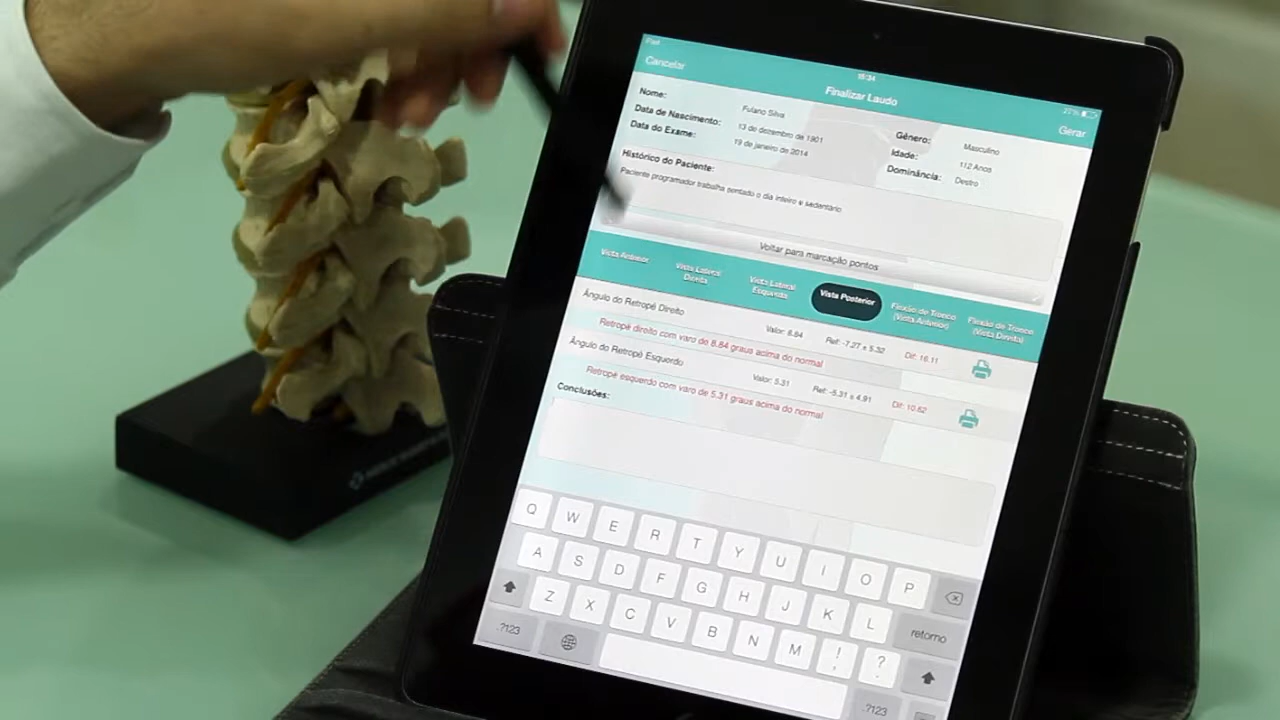 iPad 15:34 27%
Cancelar Finalizar Laudo Gerar
Nome: Fulano Silva Gênero: Masculino
Data de Nascimento: 13 de dezembro de 1901 Idade: 112 Anos
Data do Exame: 19 de janeiro de 2014 Dominância: Destro
Histórico do Paciente:
Paciente programador trabalha sentado o dia inteiro e sedentário
Voltar para marcação pontos
Vista Anterior Vista Lateral Direita Vista Lateral Esquerda Vista Posterior Flexão de Tronco (Vista Anterior) Flexão de Tronco (Vista Direita)
Ângulo do Retropé Direito Valor: 8.84 Ref: -7.27 ± 5.32 Dif: 16.11
Retropé direito com varo de 8.84 graus acima do normal
Ângulo do Retropé Esquerdo Valor: 5.31 Ref: -5.31 ± 4.91 Dif: 10.62
Retropé esquerdo com varo de 5.31 graus acima do normal
Conclusões:
Q W E R T Y U I O P
A S D F G H J K L retorno
Z X C V B N M ! , ? .
.?123 .?123